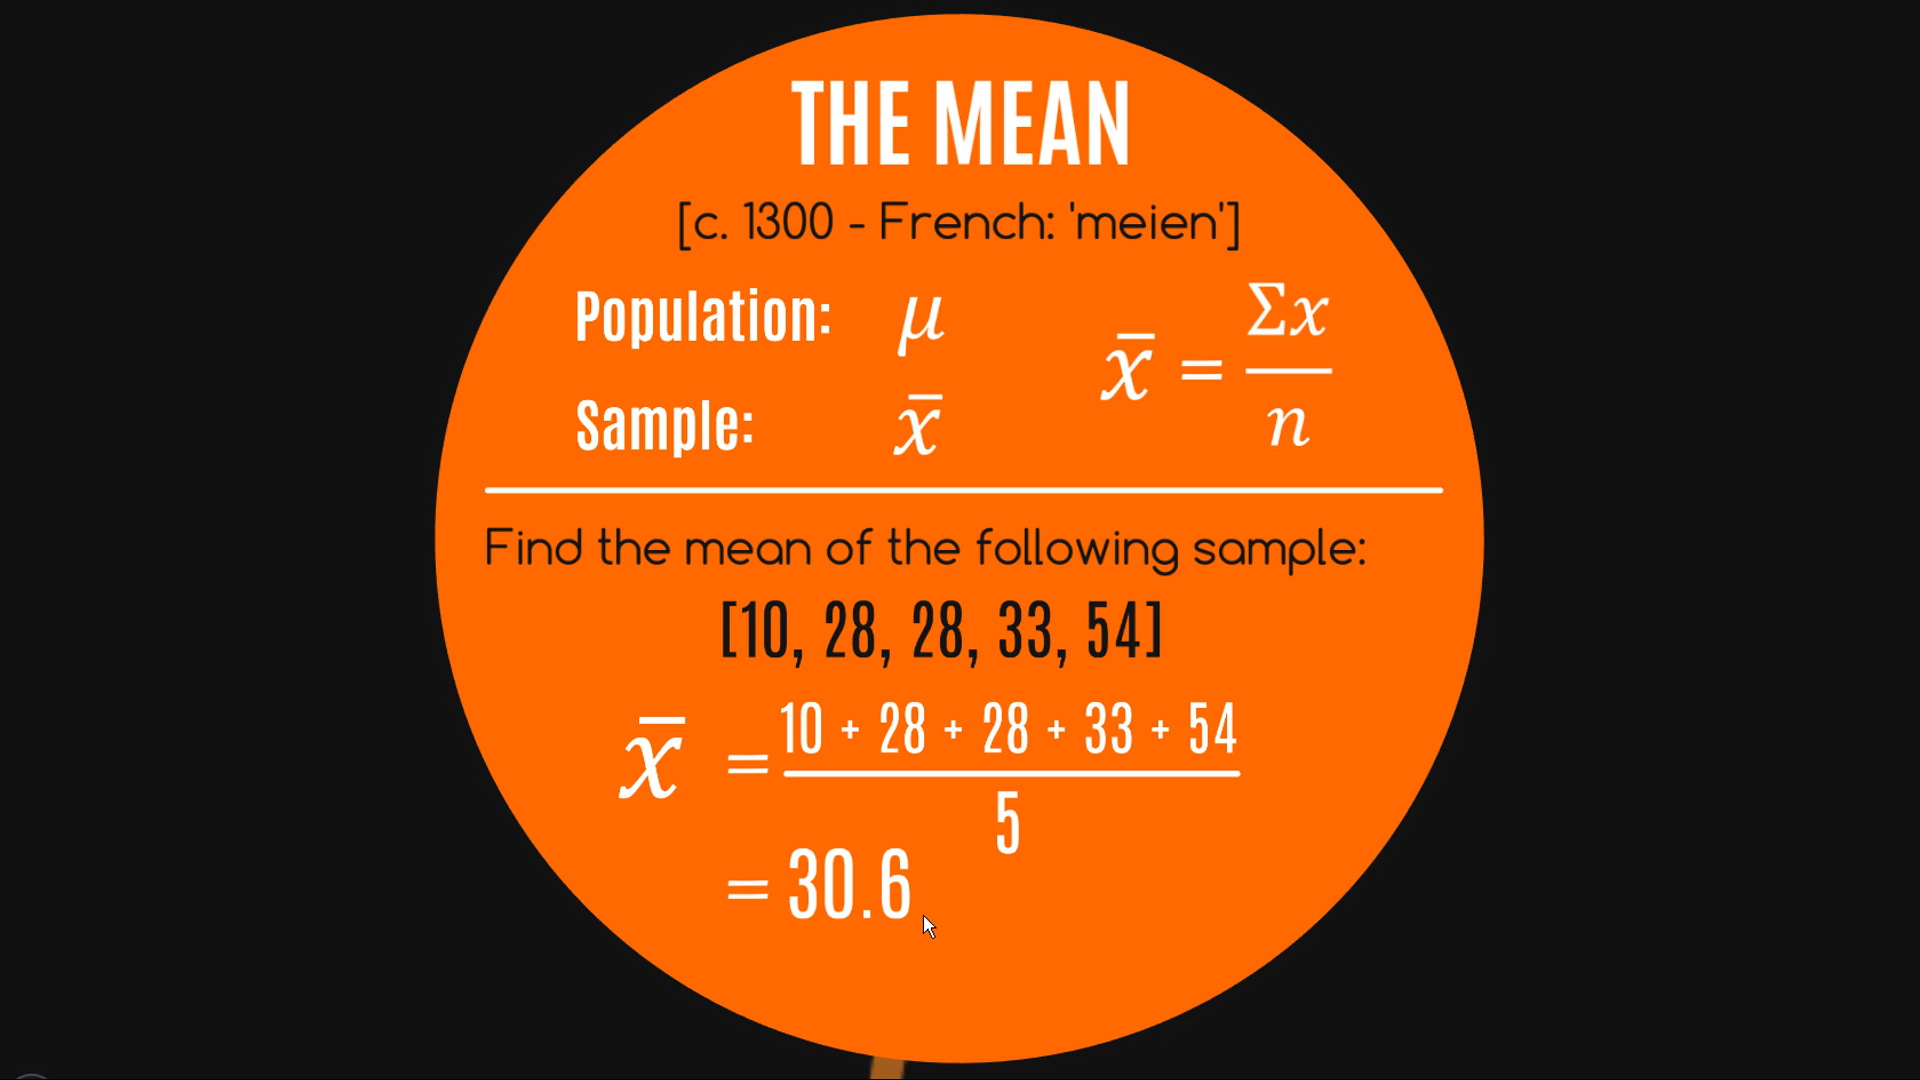 THE MEAN
[c. 1300 - French: 'meien']
Population: μ
Sample: x̄
x̄ = Σx / n
Find the mean of the following sample:
[10, 28, 28, 33, 54]
x̄ = 10 + 28 + 28 + 33 + 54 / 5
= 30.6